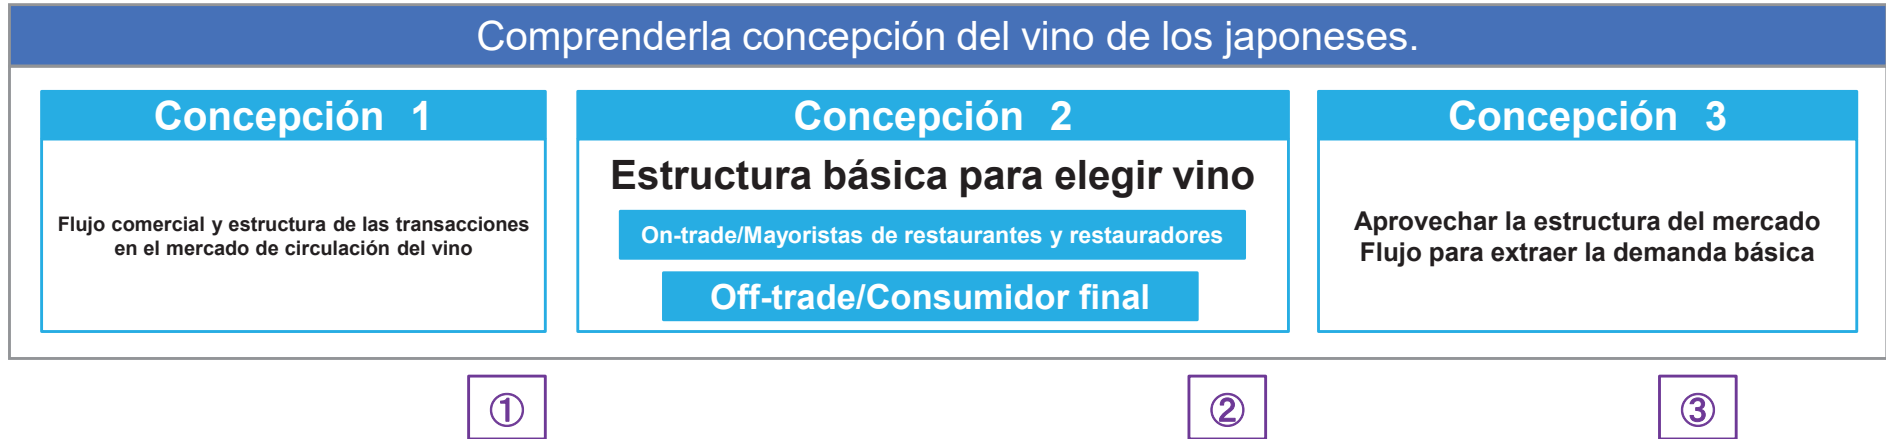 Comprenderla concepción del vino de los japoneses.
Concepción 1
Flujo comercial y estructura de las transacciones
en el mercado de circulación del vino
Concepción 2
Estructura básica para elegir vino
On-trade/Mayoristas de restaurantes y restauradores
Off-trade/Consumidor final
Concepción 3
Aprovechar la estructura del mercado
Flujo para extraer la demanda básica
①
②
③